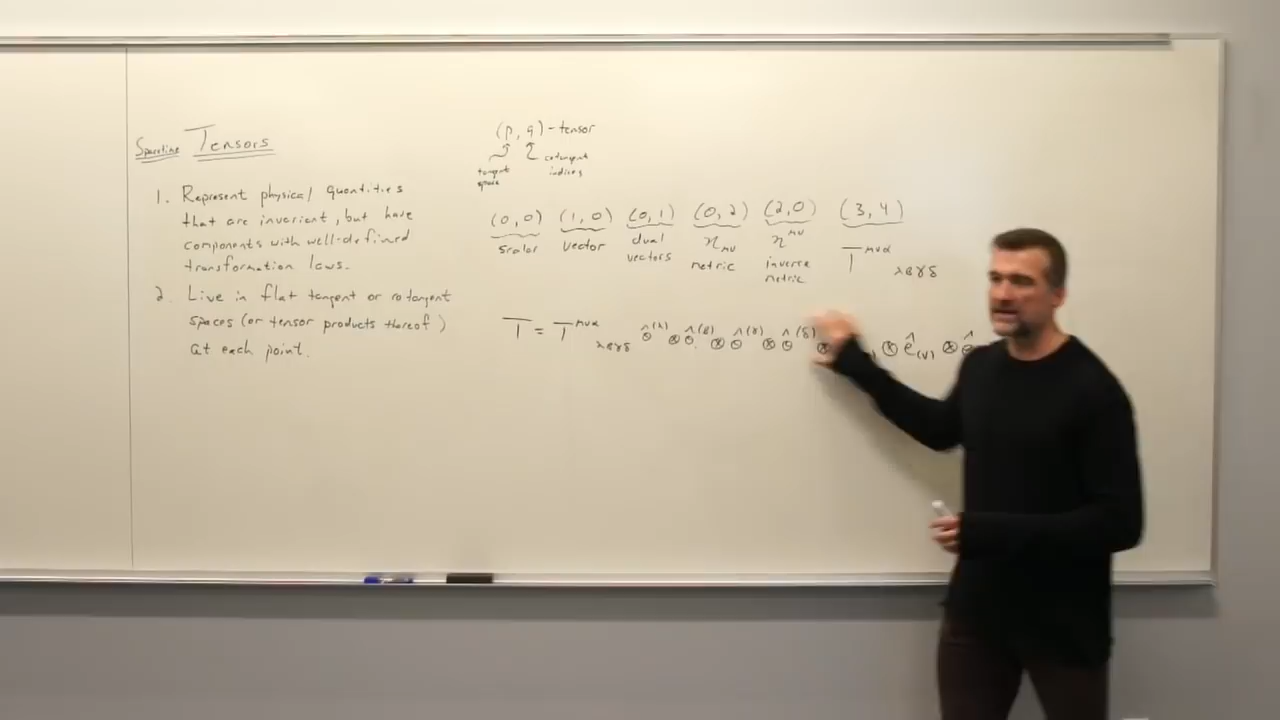 Spacetime Tensors
1. Represent physical quantities
that are invarient, but have
components with well-defined
transformation laws.
2. Live in flat tangent or cotangent
spaces (or tensor products thereof)
at each point.
(p, q) - tensor
tangent space
cotangent indices
(0, 0) (1, 0) (0, 1) (0, 2) (2, 0) (3, 4)
scalar vector dual vectors η_μν metric η^μν inverse metric T^μνα_λβγδ
T = T^μνα_λβγδ θ̂^(λ) ⊗ θ̂^(β) ⊗ θ̂^(γ) ⊗ θ̂^(δ) ⊗ ) ⊗ ê_(ν) ⊗ ê